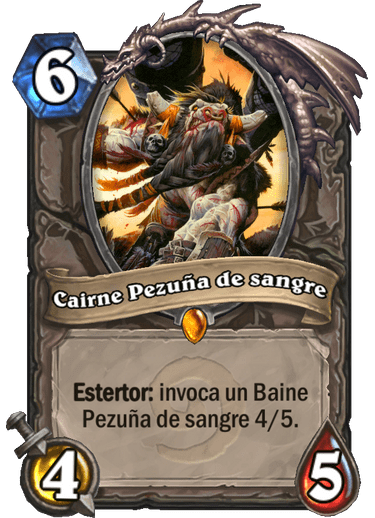 6
Cairne Pezuña de sangre
Estertor: invoca un Baine
Pezuña de sangre 4/5.
4
5